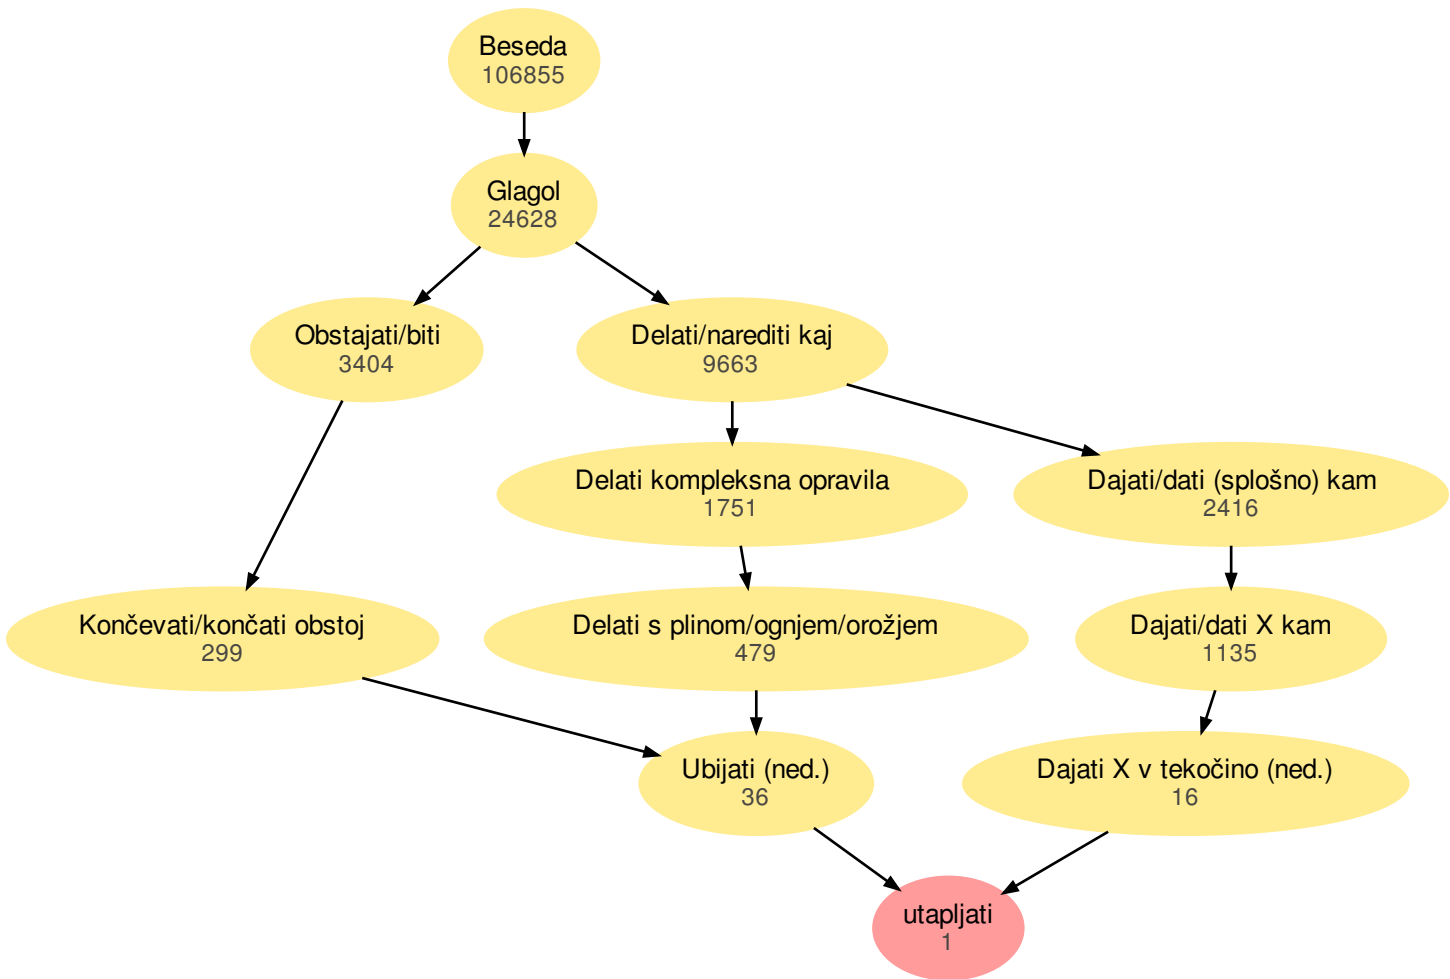 Beseda
106855
Glagol
24628
Obstajati/biti
3404
Delati/narediti kaj
9663
Delati kompleksna opravila
1751
Dajati/dati (splošno) kam
2416
Končevati/končati obstoj
299
Delati s plinom/ognjem/orožjem
479
Dajati/dati X kam
1135
Ubijati (ned.)
36
Dajati X v tekočino (ned.)
16
utapljati
1